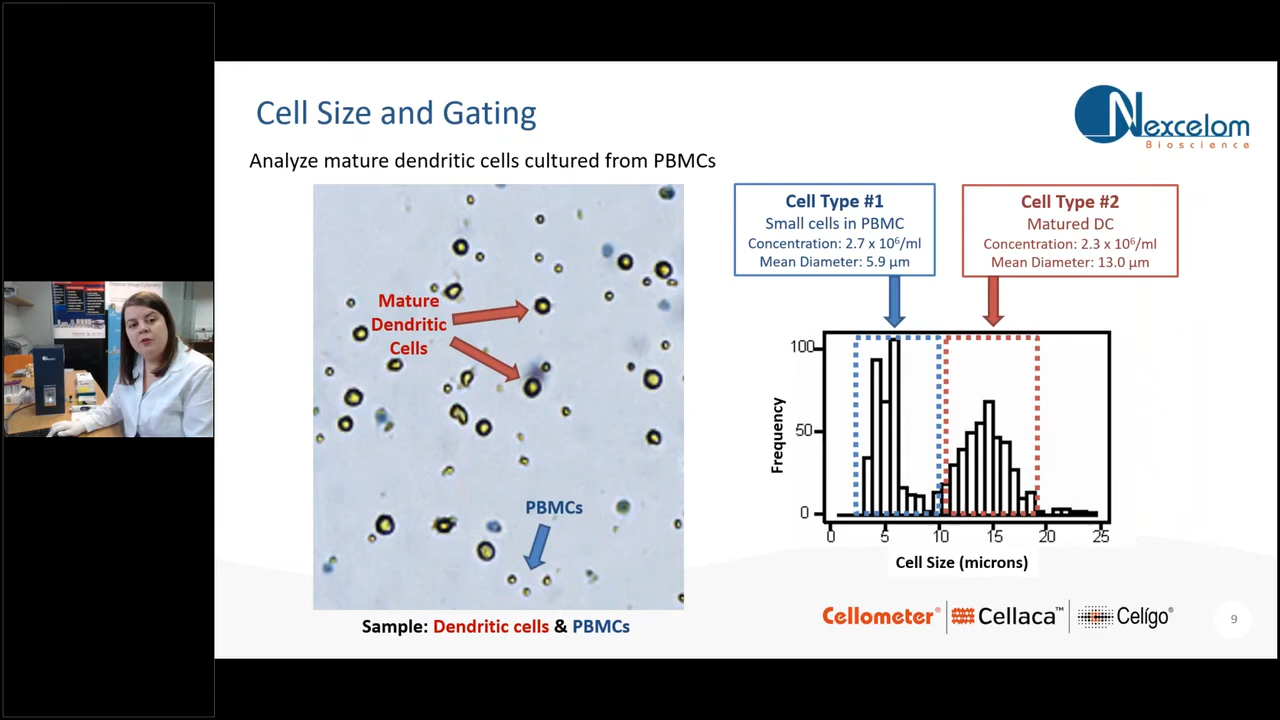 Cell Size and Gating
Nexcelom
Bioscience
Analyze mature dendritic cells cultured from PBMCs
Mature
Dendritic
Cells
PBMCs
Sample: Dendritic cells & PBMCs
Cell Type #1
Small cells in PBMC
Concentration: 2.7 x 10⁶/ml
Mean Diameter: 5.9 µm
Cell Type #2
Matured DC
Concentration: 2.3 x 10⁶/ml
Mean Diameter: 13.0 µm
Frequency
100
50
0
0 5 10 15 20 25
Cell Size (microns)
Cellometer® Cellaca™ Celígo®
9